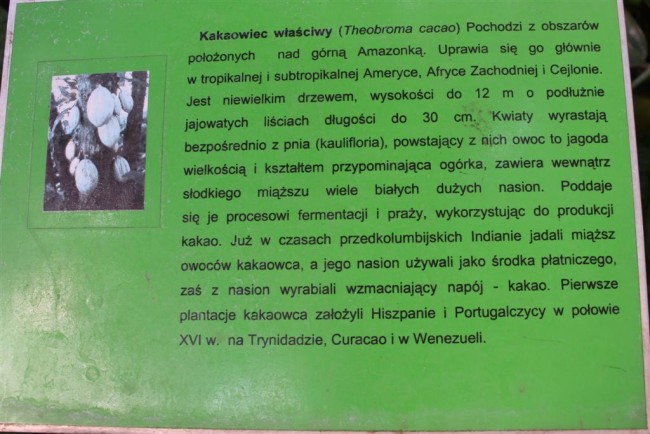 Kakaowiec właściwy (Theobroma cacao) Pochodzi z obszarów
położonych nad górną Amazonką. Uprawia się go głównie
w tropikalnej i subtropikalnej Ameryce, Afryce Zachodniej i Cejlonie.
Jest niewielkim drzewem, wysokości do 12 m o podłużnie
jajowatych liściach długości do 30 cm. Kwiaty wyrastają
bezpośrednio z pnia (kaulifloria), powstający z nich owoc to jagoda
wielkością i kształtem przypominająca ogórka, zawiera wewnątrz
słodkiego miąższu wiele białych dużych nasion. Poddaje
się je procesowi fermentacji i praży, wykorzystując do produkcji
kakao. Już w czasach przedkolumbijskich Indianie jadali miąższ
owoców kakaowca, a jego nasion używali jako środka płatniczego,
zaś z nasion wyrabiali wzmacniający napój - kakao. Pierwsze
plantacje kakaowca założyli Hiszpanie i Portugalczycy w połowie
XVI w. na Trynidadzie, Curacao i w Wenezueli.